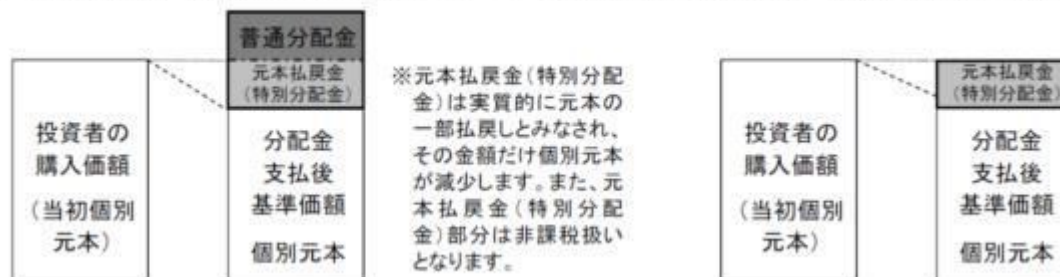 普通分配金
元本払戻金
（特別分配金）
投資者の
購入価額
（当初個別
元本）
分配金
支払後
基準価額
個別元本
※元本払戻金（特別分配
金）は実質的に元本の
一部払戻しとみなされ、
その金額だけ個別元本
が減少します。また、元
本払戻金（特別分配
金）部分は非課税扱い
となります。
投資者の
購入価額
（当初個別
元本）
元本払戻金
（特別分配金）
分配金
支払後
基準価額
個別元本